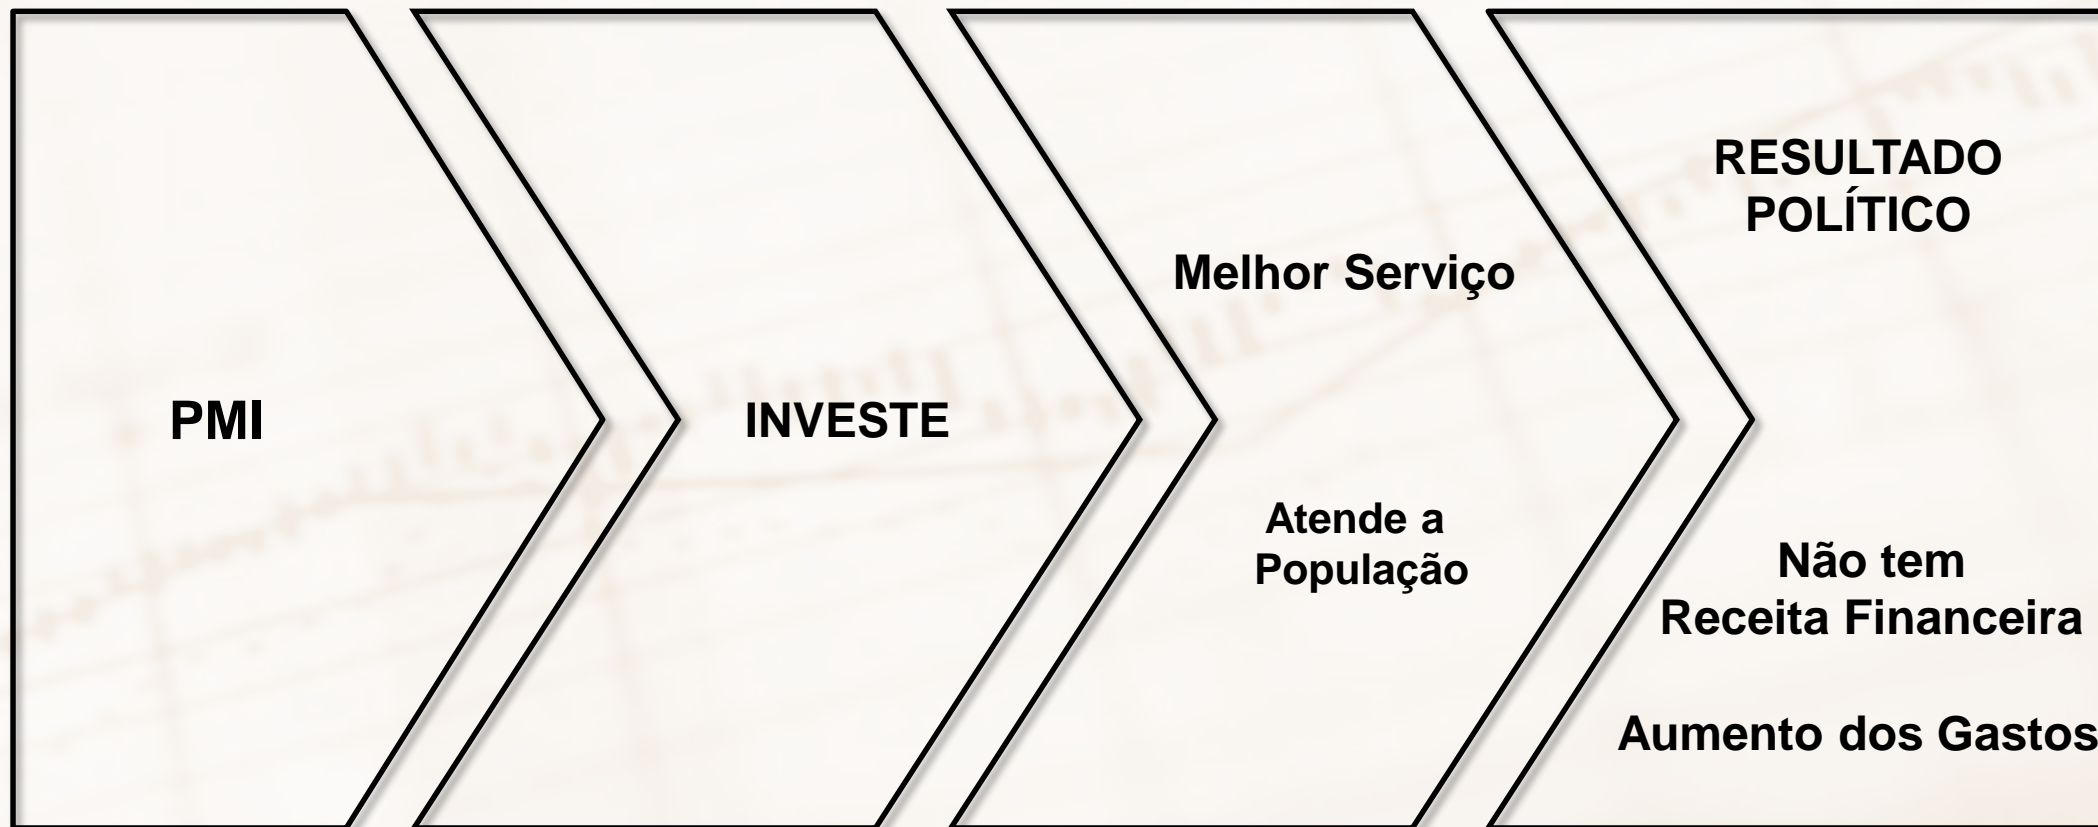 PMI
INVESTE
Melhor Serviço
Atende a
População
RESULTADO
POLÍTICO
Não tem
Receita Financeira
Aumento dos Gastos